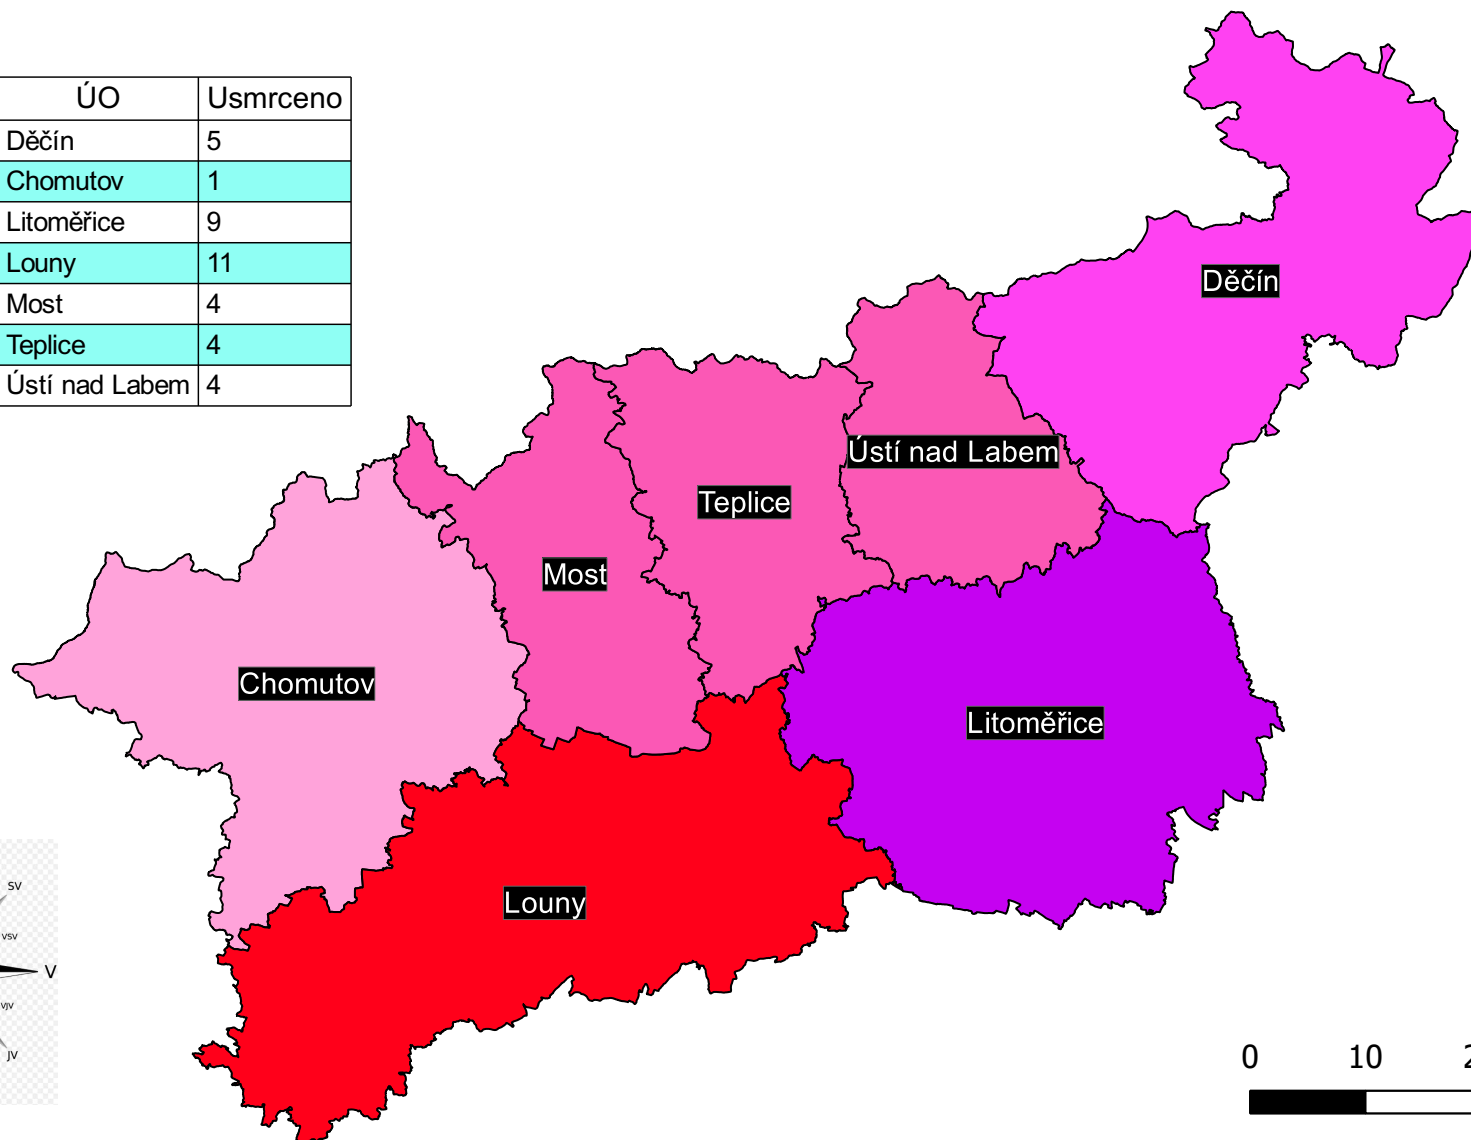 ÚO Usmrceno
Děčín 5
Chomutov 1
Litoměřice 9
Louny 11
Most 4
Teplice 4
Ústí nad Labem 4
Děčín
Ústí nad Labem
Teplice
Most
Chomutov
Litoměřice
Louny
SV
VSV
V
VJV
JV
0 10